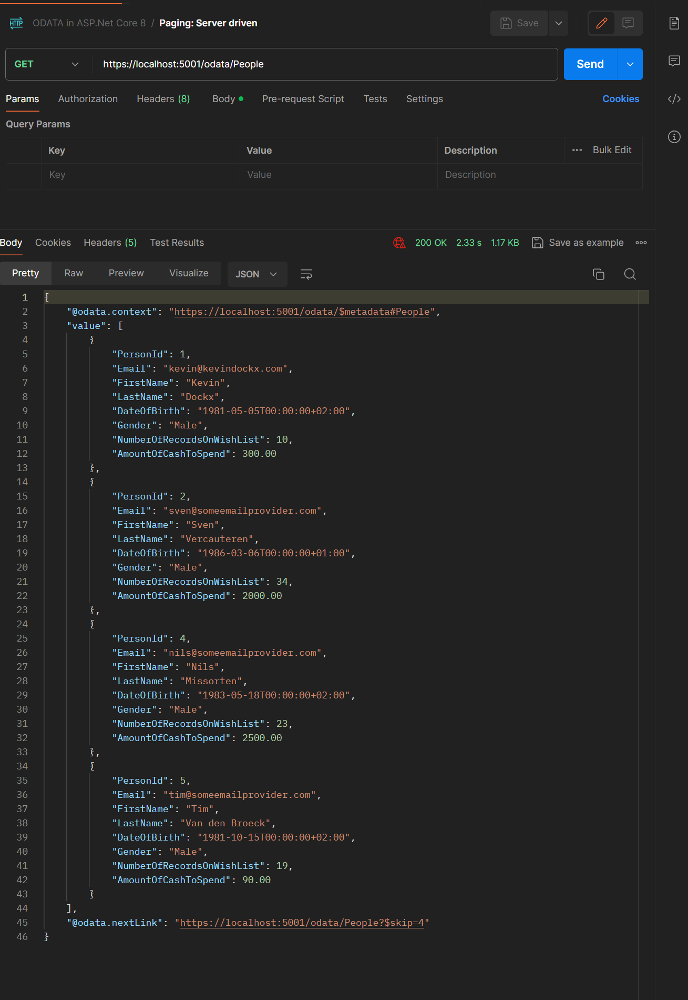 HTTP ODATA in ASP.Net Core 8 / Paging: Server driven Save
GET https://localhost:5001/odata/People Send
Params Authorization Headers (8) Body Pre-request Script Tests Settings Cookies
Query Params
Key Value Description Bulk Edit
Key Value Description
Body Cookies Headers (5) Test Results 200 OK 2.33 s 1.17 KB Save as example
Pretty Raw Preview Visualize JSON
1 {
2 "@odata.context": "https://localhost:5001/odata/$metadata#People",
3 "value": [
4 {
5 "PersonId": 1,
6 "Email": "kevin@kevindockx.com",
7 "FirstName": "Kevin",
8 "LastName": "Dockx",
9 "DateOfBirth": "1981-05-05T00:00:00+02:00",
10 "Gender": "Male",
11 "NumberOfRecordsOnWishList": 10,
12 "AmountOfCashToSpend": 300.00
13 },
14 {
15 "PersonId": 2,
16 "Email": "sven@someemailprovider.com",
17 "FirstName": "Sven",
18 "LastName": "Vercauteren",
19 "DateOfBirth": "1986-03-06T00:00:00+01:00",
20 "Gender": "Male",
21 "NumberOfRecordsOnWishList": 34,
22 "AmountOfCashToSpend": 2000.00
23 },
24 {
25 "PersonId": 4,
26 "Email": "nils@someemailprovider.com",
27 "FirstName": "Nils",
28 "LastName": "Missorten",
29 "DateOfBirth": "1983-05-18T00:00:00+02:00",
30 "Gender": "Male",
31 "NumberOfRecordsOnWishList": 23,
32 "AmountOfCashToSpend": 2500.00
33 },
34 {
35 "PersonId": 5,
36 "Email": "tim@someemailprovider.com",
37 "FirstName": "Tim",
38 "LastName": "Van den Broeck",
39 "DateOfBirth": "1981-10-15T00:00:00+02:00",
40 "Gender": "Male",
41 "NumberOfRecordsOnWishList": 19,
42 "AmountOfCashToSpend": 90.00
43 }
44 ],
45 "@odata.nextLink": "https://localhost:5001/odata/People?$skip=4"
46 }